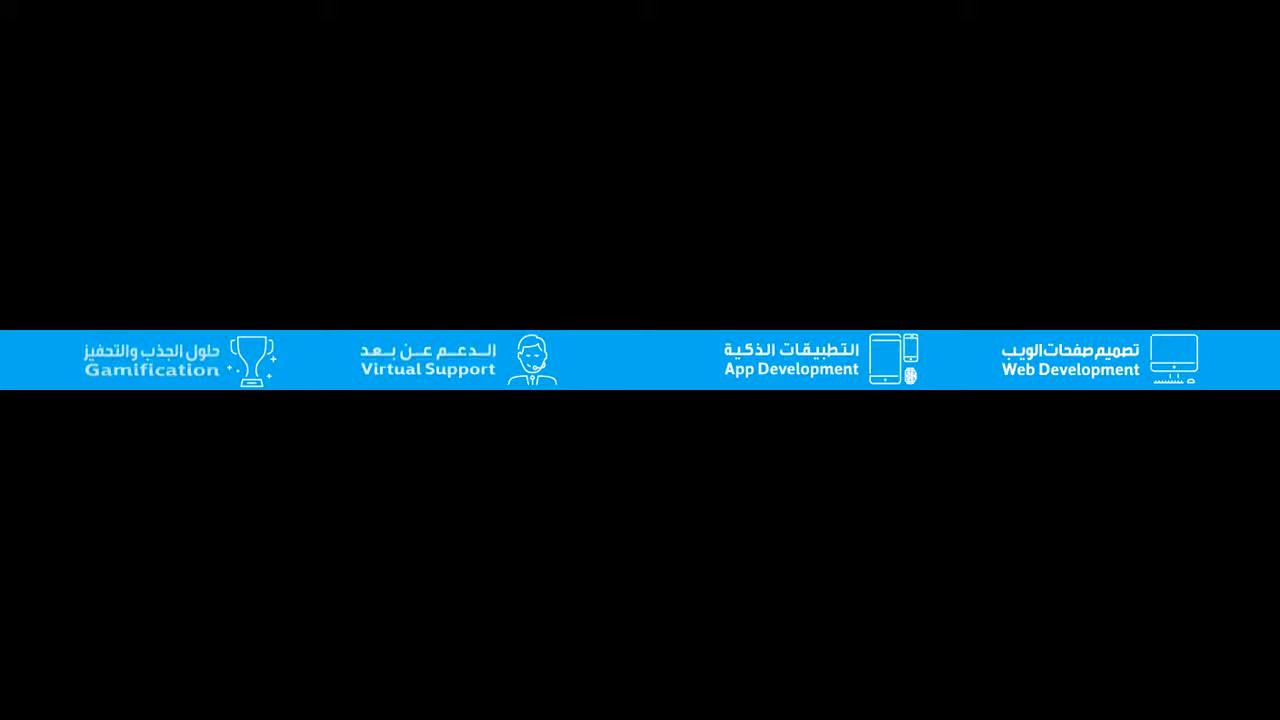 تصميم صفحات الويب
Web Development
التطبيقات الذكية
App Development
الـدعـم عـن بـعـد
Virtual Support
حلول الجذب والتحفيز
Gamification